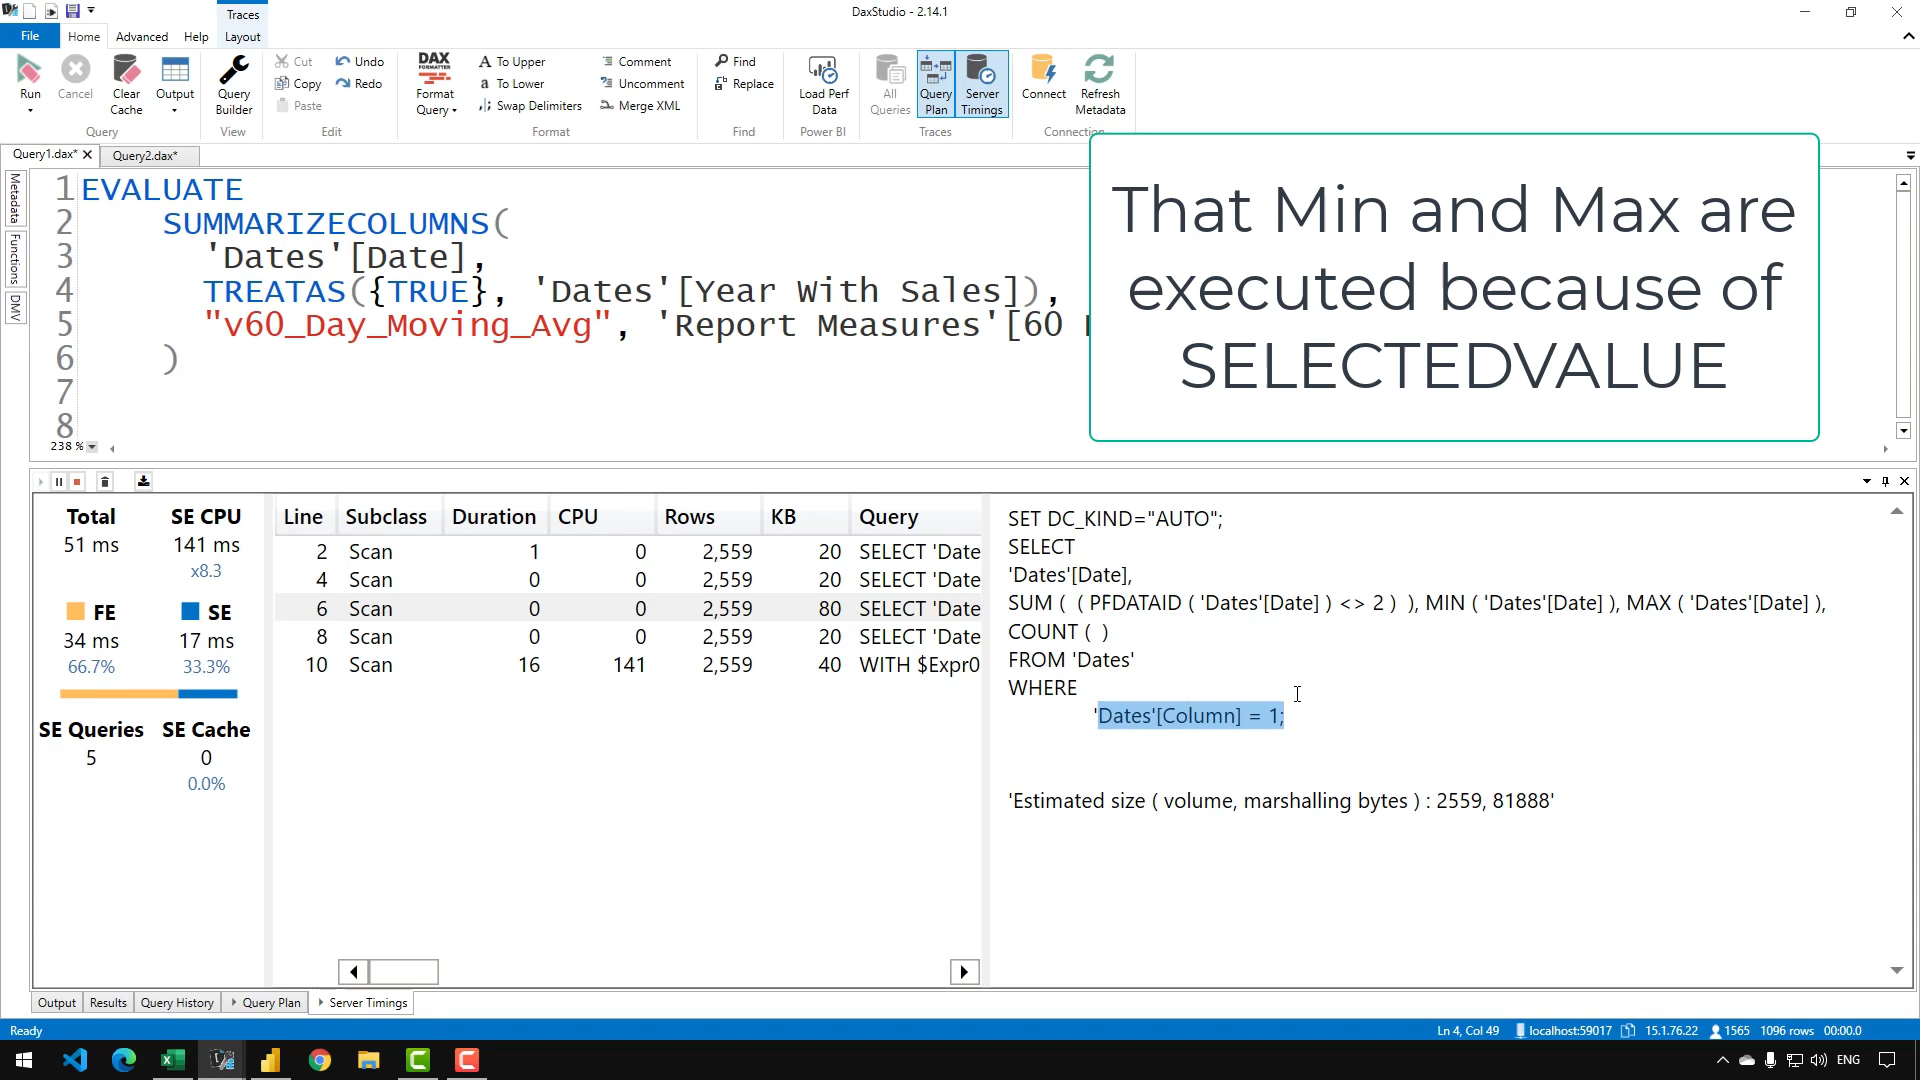 DaxStudio - 2.14.1
Traces
File
Home
Advanced
Help
Layout
Run
Cancel
Clear Cache
Output
Query Builder
Cut
Copy
Paste
Undo
Redo
DAX
FORMATTER
Format Query
To Upper
To Lower
Swap Delimiters
Comment
Uncomment
Merge XML
Find
Replace
Load Perf Data
All Queries
Query Plan
Server Timings
Connect
Refresh Metadata
Query
View
Edit
Format
Find
Power BI
Traces
Connection
Query1.dax*
Query2.dax*
Metadata
Functions
DMV
1 EVALUATE
2 SUMMARIZECOLUMNS(
3 'Dates'[Date],
4 TREATAS({TRUE}, 'Dates'[Year With Sales]),
5 "v60_Day_Moving_Avg", 'Report Measures'[60
6 )
7
8
238 %
That Min and Max are
executed because of
SELECTEDVALUE
Total
SE CPU
51 ms
141 ms
x8.3
FE
SE
34 ms
17 ms
66.7%
33.3%
SE Queries
SE Cache
5
0
0.0%
Line Subclass Duration CPU Rows KB Query
2 Scan 1 0 2,559 20 SELECT 'Date
4 Scan 0 0 2,559 20 SELECT 'Date
6 Scan 0 0 2,559 80 SELECT 'Date
8 Scan 0 0 2,559 20 SELECT 'Date
10 Scan 16 141 2,559 40 WITH $Expr0
SET DC_KIND="AUTO";
SELECT
'Dates'[Date],
SUM ( ( PFDATAID ( 'Dates'[Date] ) <> 2 ) ), MIN ( 'Dates'[Date] ), MAX ( 'Dates'[Date] ),
COUNT ( )
FROM 'Dates'
WHERE
'Dates'[Column] = 1;
'Estimated size ( volume, marshalling bytes ) : 2559, 81888'
Output
Results
Query History
Query Plan
Server Timings
Ready
Ln 4, Col 49
localhost:59017
15.1.76.22
1565
1096 rows
00:00.0
ENG